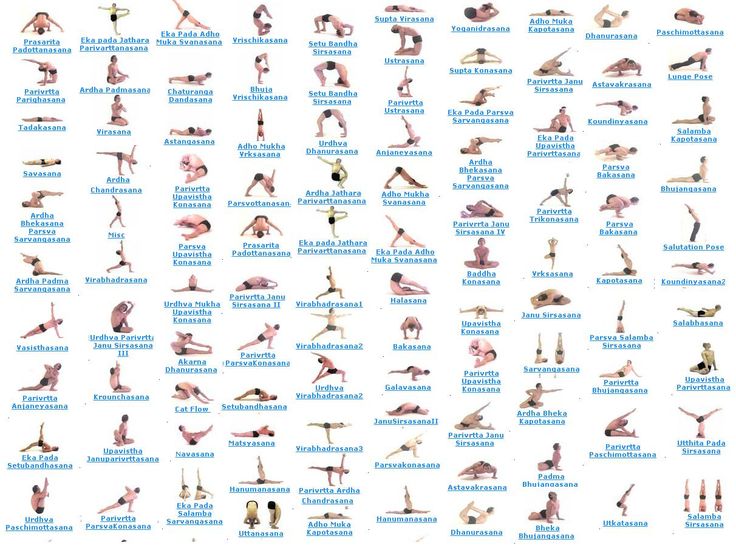 Prasarita
Padottanasana
Parivrtta
Parighasana
Tadakasana
Savasana
Ardha
Bhekasana
Parsva
Sarvangasana
Ardha Padma
Sarvangasana
Vasisthasana
Parivrtta
Anjaneyasana
Eka Pada
Setubandhasana
Urdhva
Paschimottasana
Eka pada Jathara
Parivarttanasana
Ardha Padmasana
Virasana
Ardha
Chandrasana
Misc
Virabhadrasana
Urdhva Parivrtta
Janu Sirsasana
III
Krounchasana
Upavistha
Januparivrttasana
Parivrtta
ParsvaKonasana
Eka Pada Adho
Muka Svanasana
Chaturanga
Dandasana
Astangasana
Parivrtta
Upavistha
Konasana
Parsva
Upavistha
Konasana
Urdhva Mukha
Upavistha
Konasana
Akarna
Dhanurasana
Cat Flow
Navasana
Eka Pada
Salamba
Sarvangasana
Vrischikasana
Bhuja
Vrischikasana
Adho Mukha
Vrksasana
Parsvottanasana
Prasarita
Padottanasana
Parivrtta Janu
Sirsasana II
Parivrtta
ParsvaKonasana
Setubandhasana
Matsyasana
Hanumanasana
Uttanasana
Setu Bandha
Sirsasana
Setu Bandha
Sirsasana
Urdhva
Dhanurasana
Ardha Jathara
Parivarttanasana
Eka pada Jathara
Parivarttanasana
Virabhadrasana1
Virabhadrasana2
Urdhva
Virabhadrasana2
Virabhadrasana3
Parivrtta Ardha
Chandrasana
Adho Muka
Kapotasana
Supta Virasana
Ustrasana
Parivrtta
Ustrasana
Anjaneyasana
Adho Mukha
Svanasana
Eka Pada Adho
Muka Svanasana
Halasana
Bakasana
Galavasana
JanuSirsasanaII
Parsvakonasana
Hanumanasana
Yoganidrasana
Supta Konasana
Eka Pada Parsva
Sarvangasana
Ardha
Bhekasana
Parsva
Sarvangasana
Parivrrta Janu
Sirsasana IV
Baddha
Konasana
Upavistha
Konasana
Parivrtta
Upavistha
Konasana
Parivrtta Janu
Sirsasana
Astavakrasana
Dhanurasana
Adho Muka
Kapotasana
Parivrtta Janu
Sirsasana
Eka Pada
Upavistha
Parivrttasana
Parivrtta
Trikonasana
Vrksasana
Janu Sirsasana
Sarvangasana
Ardha Bheka
Kapotasana
Padma
Bhujangasana
Bheka
Bhujangasana
Dhanurasana
Astavakrasana
Koundinyasana
Parsva
Bakasana
Parsva
Bakasana
Kapotasana
Parsva Salamba
Sirsasana
Parivrtta
Bhujangasana
Parivrtta
Paschimottasana
Utkatasana
Paschimottasana
Lunge Pose
Salamba
Kapotasana
Bhujangasana
Salutation Pose
Koundinyasana2
Salabhasana
Upavistha
Parivrttasana
Utthita Pada
Sirsasana
Salamba
Sirsasana